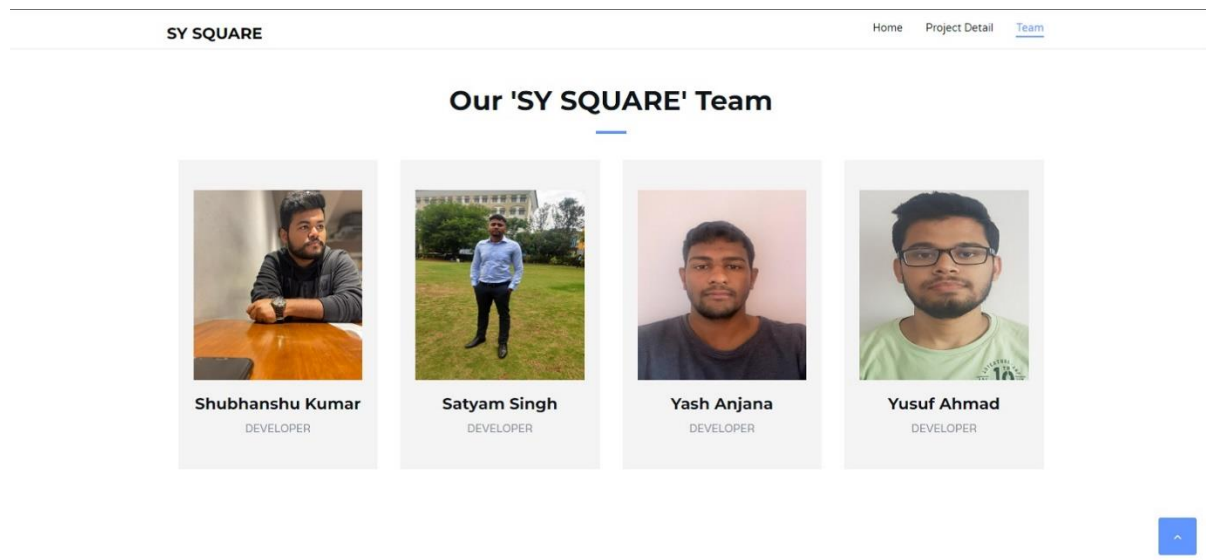 SY SQUARE
Home Project Detail Team
Our 'SY SQUARE' Team
Shubhanshu Kumar
DEVELOPER
Satyam Singh
DEVELOPER
Yash Anjana
DEVELOPER
Yusuf Ahmad
DEVELOPER
10